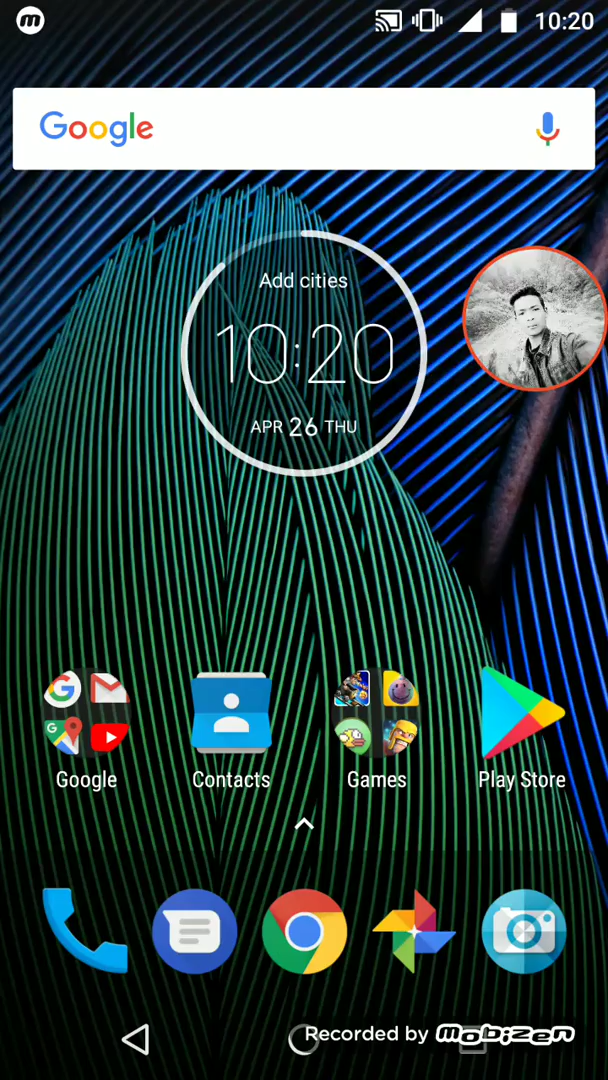 m
10:20
Google
Add cities
10:20
APR 26 THU
Google
Contacts
Games
Play Store
Recorded by mobizen